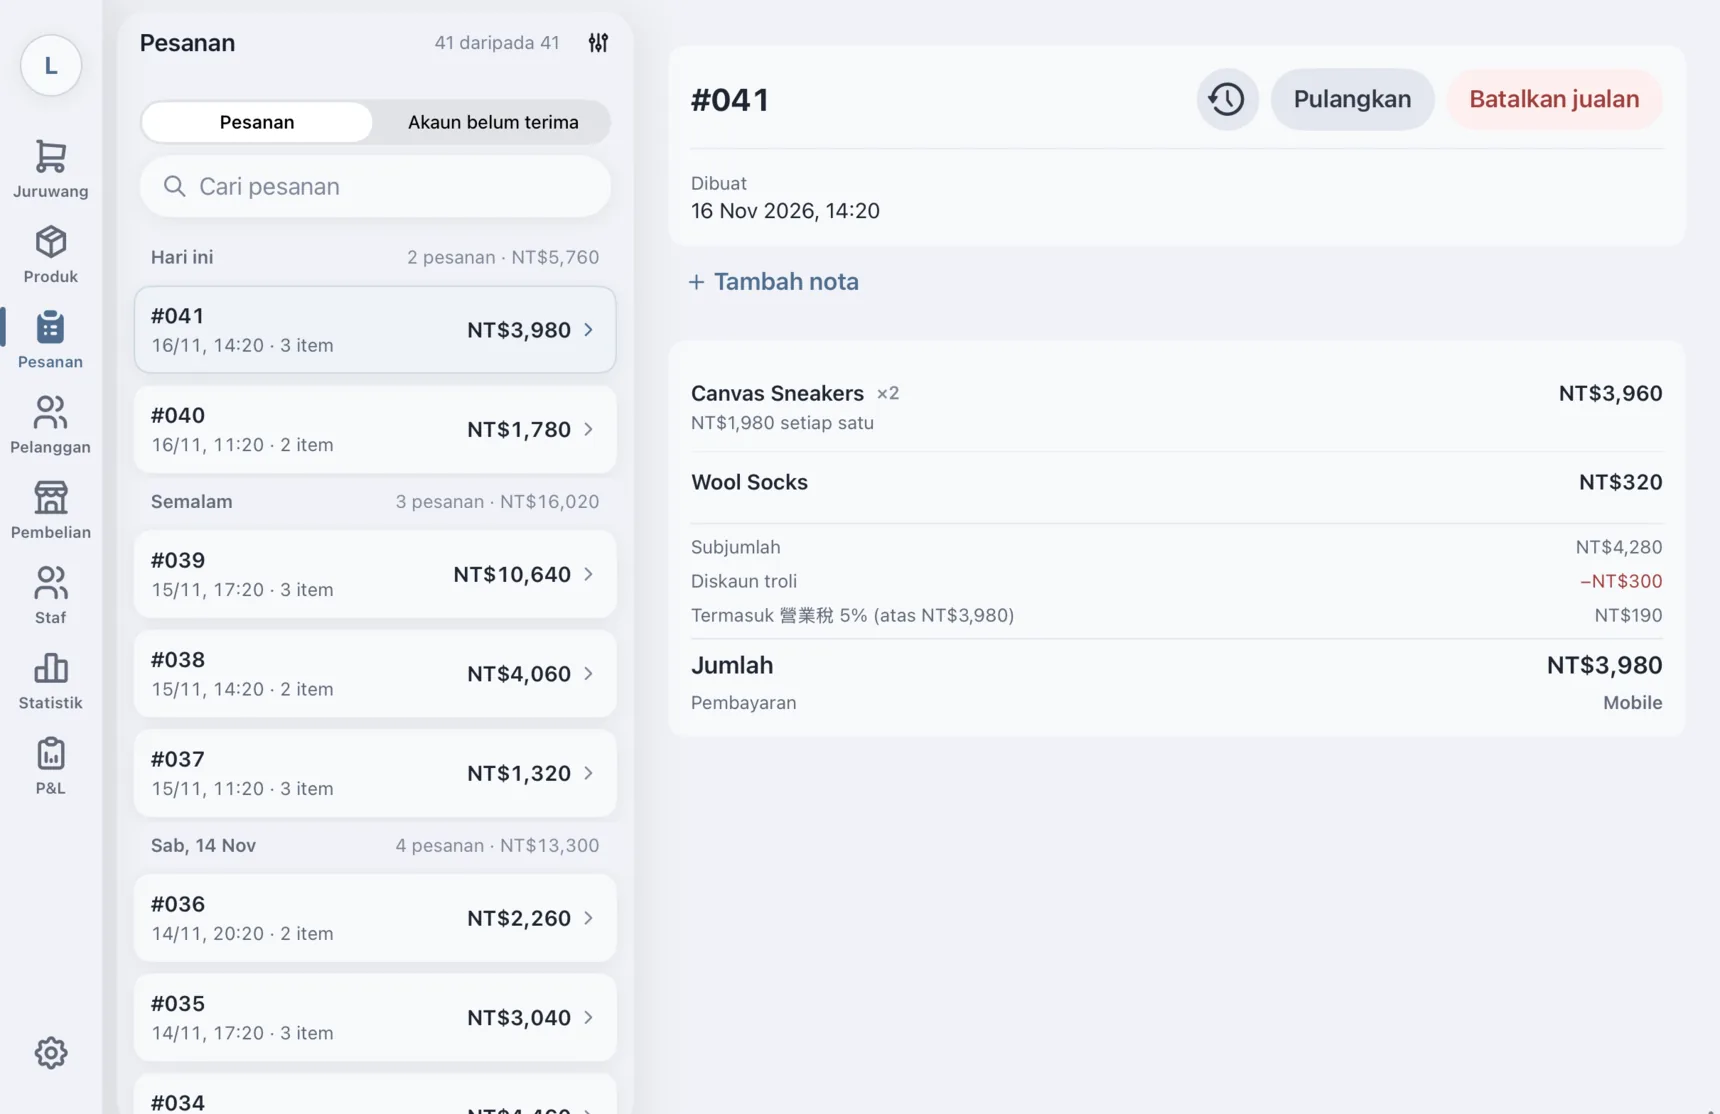 L
Juruwang
Produk
Pesanan
Pelanggan
Pembelian
Staf
Statistik
P&L
Pesanan
41 daripada 41
Pesanan
Akaun belum terima
Cari pesanan
Hari ini
2 pesanan · NT$5,760
#041
16/11, 14:20 · 3 item
NT$3,980
#040
16/11, 11:20 · 2 item
NT$1,780
Semalam
3 pesanan · NT$16,020
#039
15/11, 17:20 · 3 item
NT$10,640
#038
15/11, 14:20 · 2 item
NT$4,060
#037
15/11, 11:20 · 3 item
NT$1,320
Sab, 14 Nov
4 pesanan · NT$13,300
#036
14/11, 20:20 · 2 item
NT$2,260
#035
14/11, 17:20 · 3 item
NT$3,040
#034
NT$4,460
#041
Pulangkan
Batalkan jualan
Dibuat
16 Nov 2026, 14:20
+ Tambah nota
Canvas Sneakers ×2
NT$3,960
NT$1,980 setiap satu
Wool Socks
NT$320
Subjumlah
NT$4,280
Diskaun troli
–NT$300
Termasuk 營業稅 5% (atas NT$3,980)
NT$190
Jumlah
NT$3,980
Pembayaran
Mobile